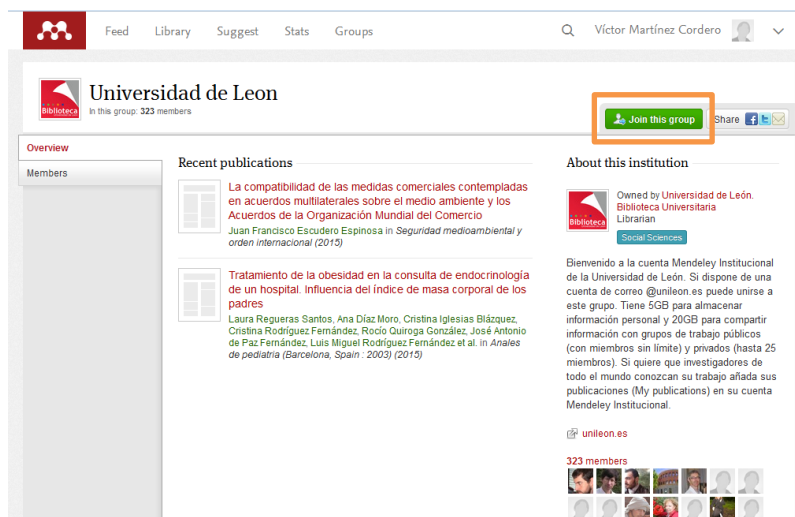 Feed Library Suggest Stats Groups Víctor Martínez Cordero
Universidad de Leon
In this group: 323 members
Biblioteca
Join this group
Share
Overview
Members
Recent publications
La compatibilidad de las medidas comerciales contempladas
en acuerdos multilaterales sobre el medio ambiente y los
Acuerdos de la Organización Mundial del Comercio
Juan Francisco Escudero Espinosa in Seguridad medioambiental y
orden internacional (2015)
Tratamiento de la obesidad en la consulta de endocrinología
de un hospital. Influencia del índice de masa corporal de los
padres
Laura Regueras Santos, Ana Díaz Moro, Cristina Iglesias Blázquez,
Cristina Rodríguez Fernández, Rocío Quiroga González, José Antonio
de Paz Fernández, Luis Miguel Rodríguez Fernández et al. in Anales
de pediatria (Barcelona, Spain : 2003) (2015)
About this institution
Biblioteca
Owned by Universidad de León.
Biblioteca Universitaria
Librarian
Social Sciences
Bienvenido a la cuenta Mendeley Institucional
de la Universidad de León. Si dispone de una
cuenta de correo @unileon.es puede unirse a
este grupo. Tiene 5GB para almacenar
información personal y 20GB para compartir
información con grupos de trabajo públicos
(con miembros sin límite) y privados (hasta 25
miembros). Si quiere que investigadores de
todo el mundo conozcan su trabajo añada sus
publicaciones (My publications) en su cuenta
Mendeley Institucional.
unileon.es
323 members